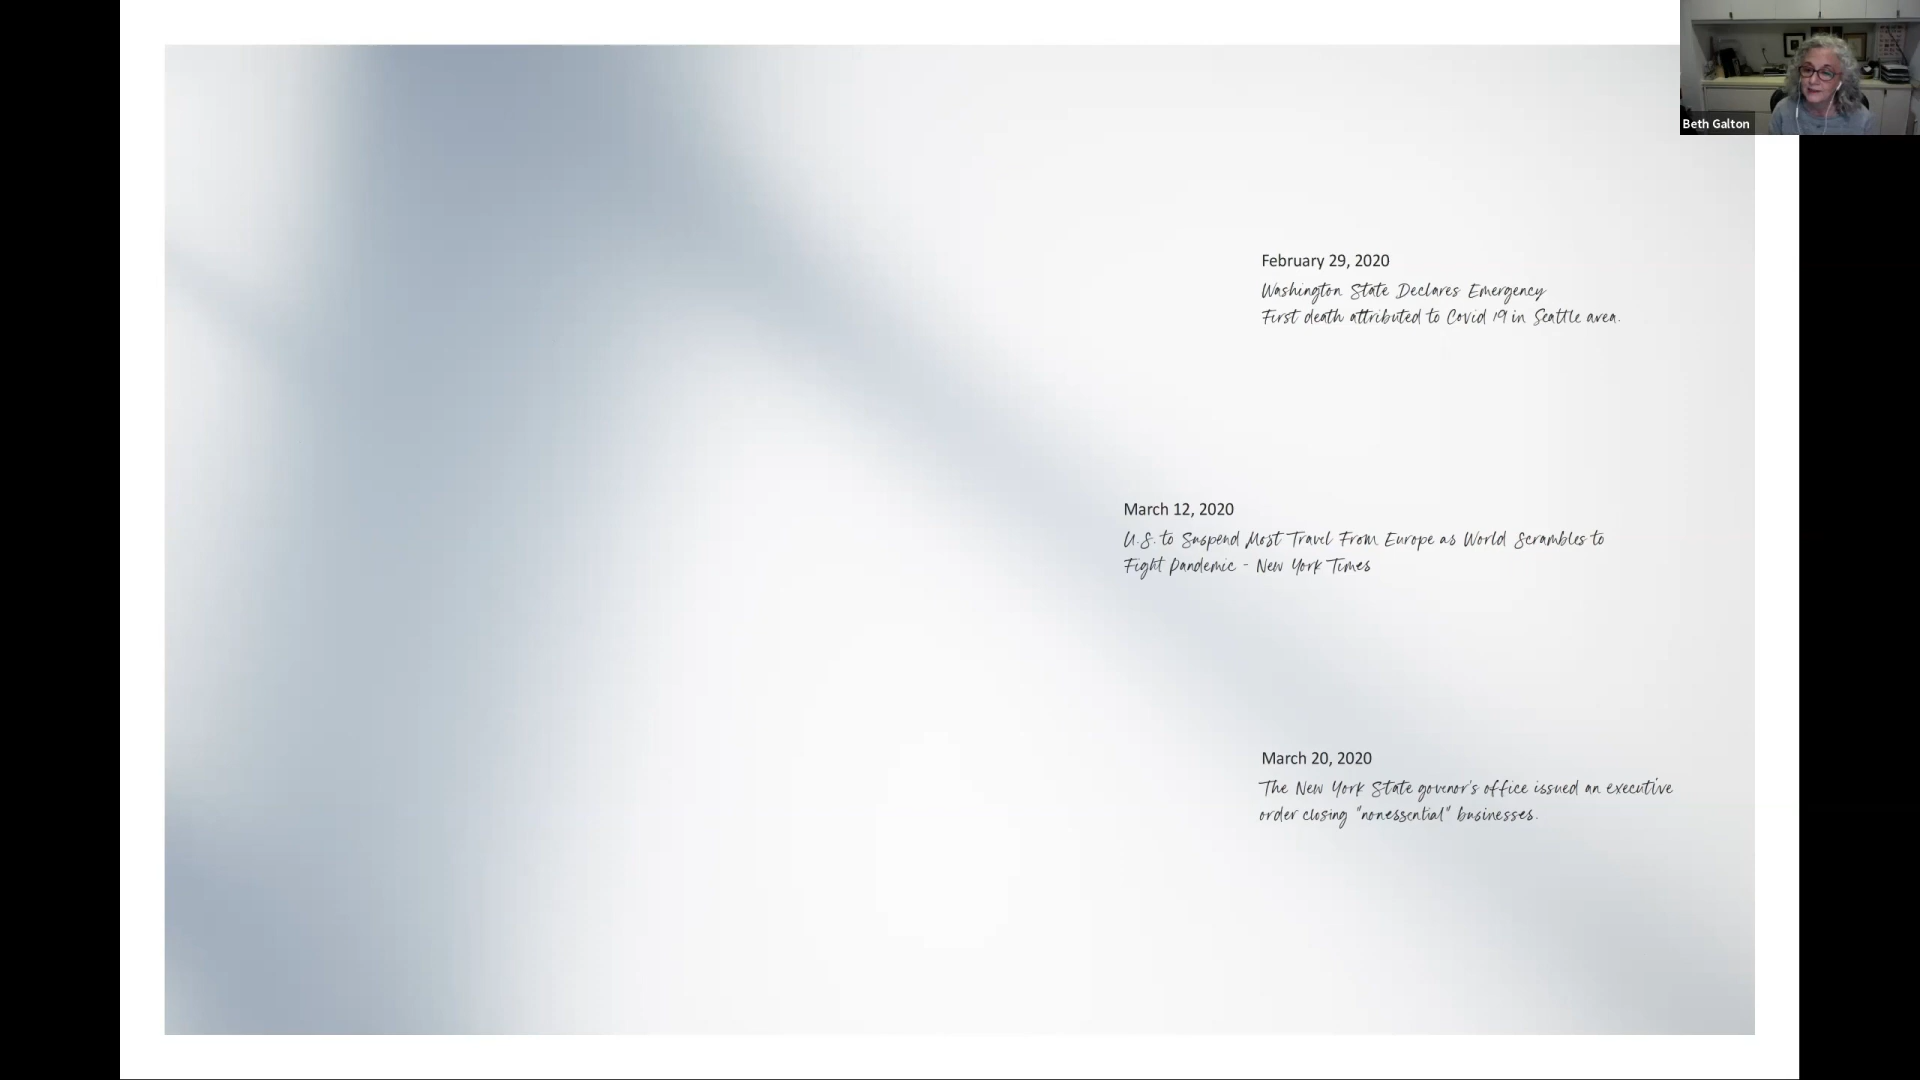 Beth Galton
February 29, 2020
Washington State Declares Emergency
First death attributed to Covid 19 in Seattle area.
March 12, 2020
U.S. to Suspend Most Travel From Europe as World Scrambles to
Fight Pandemic - New York Times
March 20, 2020
The New York State govenor's office issued an executive
order closing "nonessential" businesses.